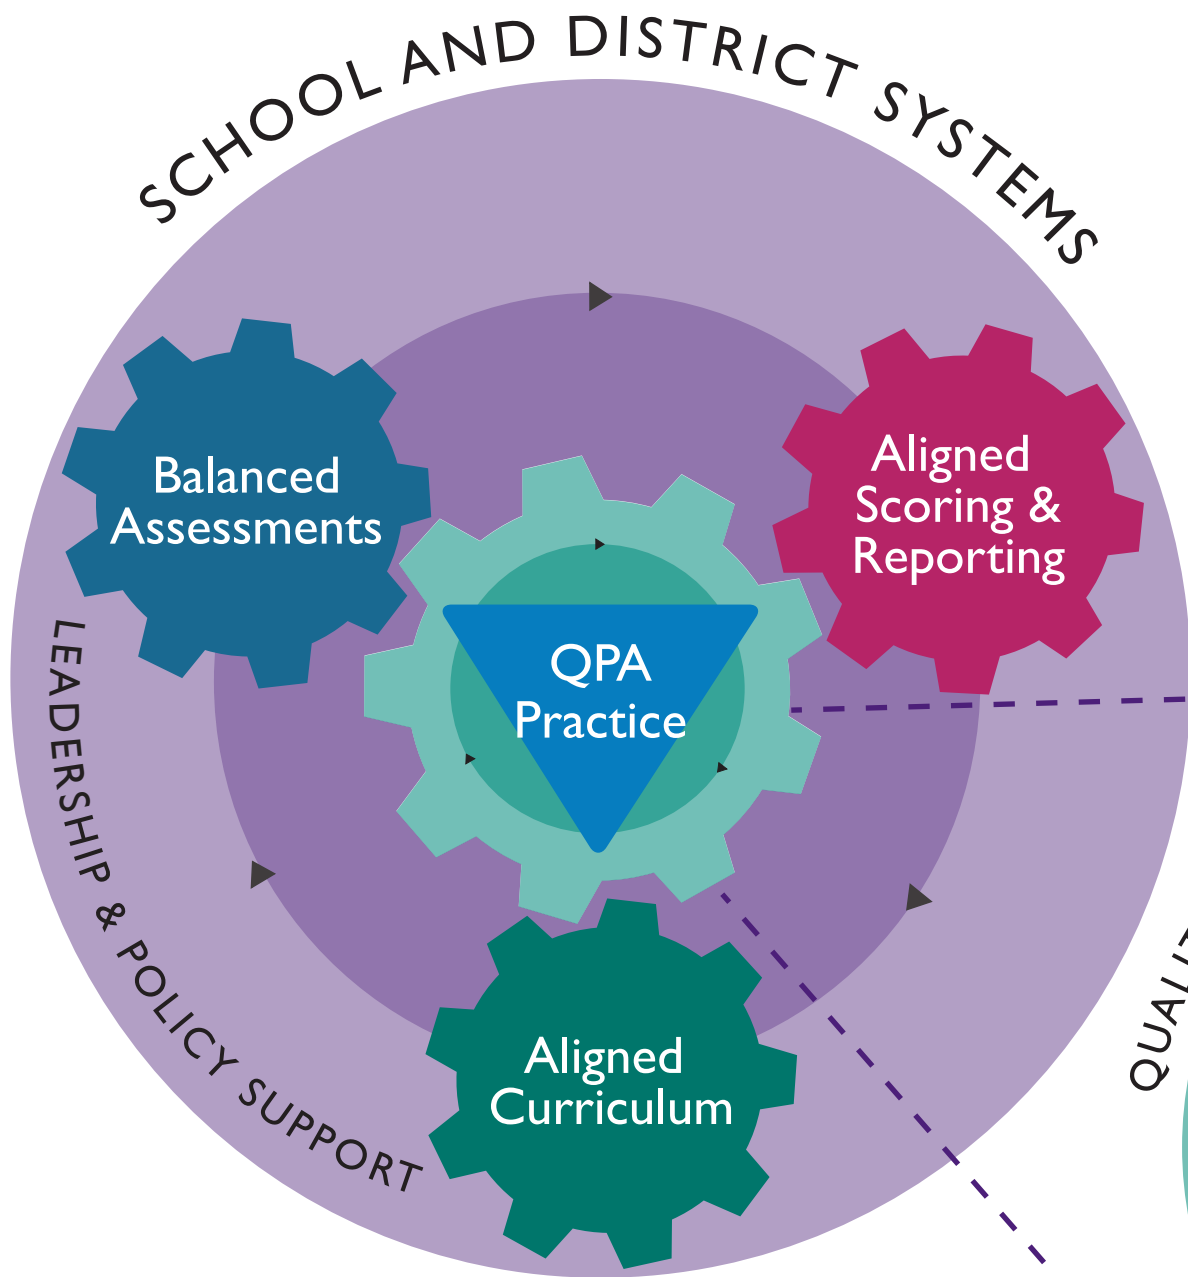 SCHOOL AND DISTRICT SYSTEMS
Balanced
Assessments
Aligned
Scoring &
Reporting
QPA
Practice
Aligned
Curriculum
LEADERSHIP & POLICY SUPPORT